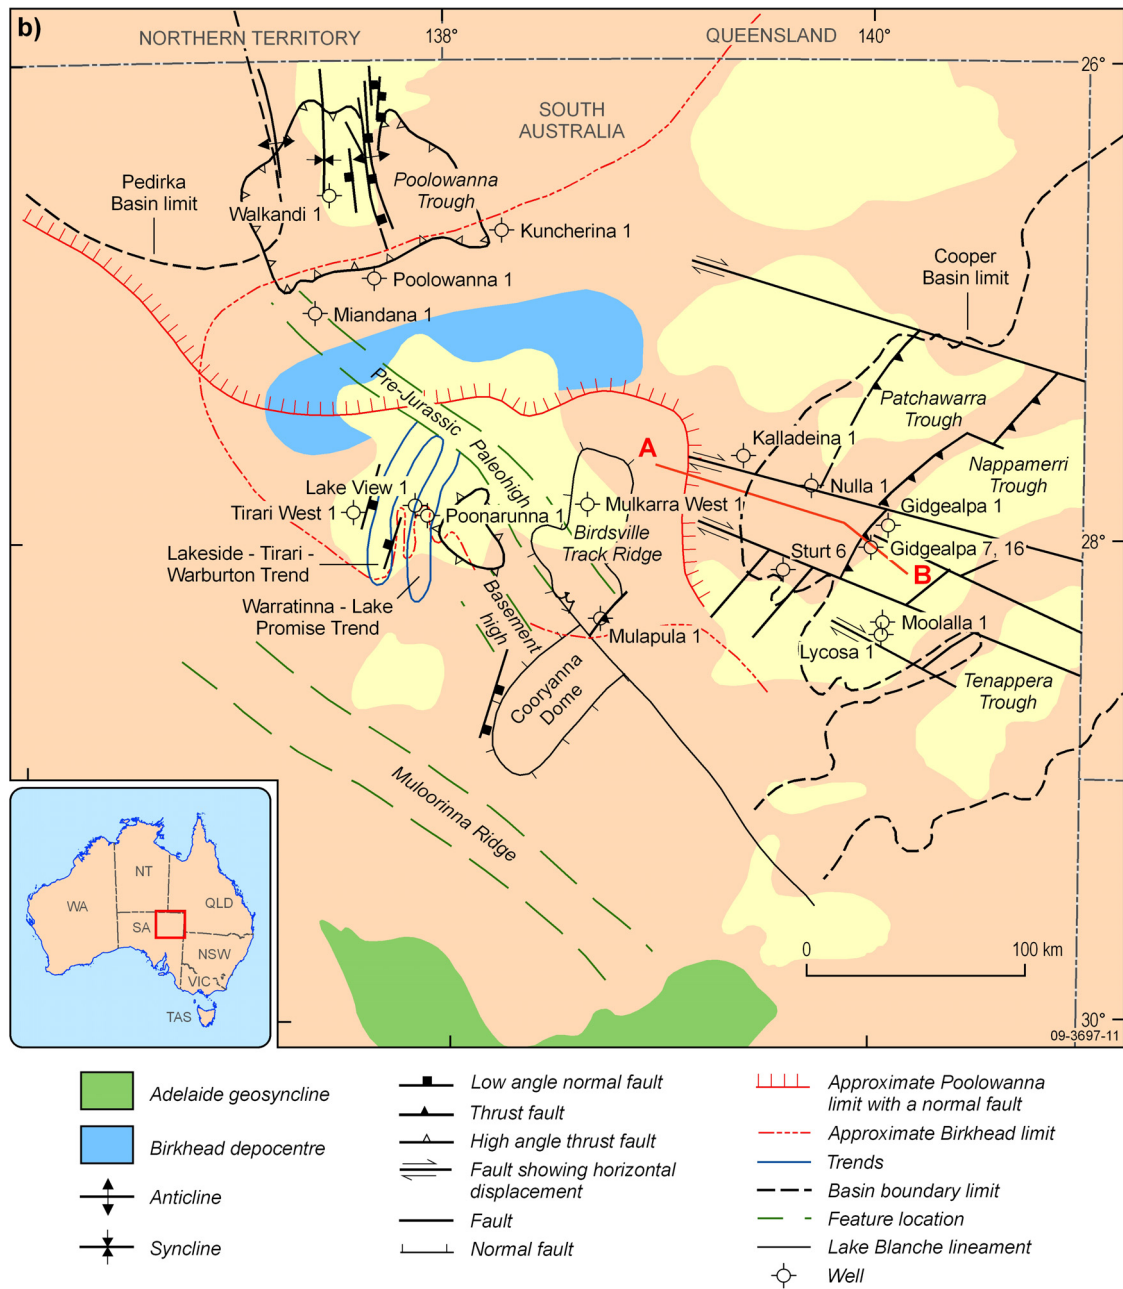 b)
NORTHERN TERRITORY
138°
QUEENSLAND
140°
26°
SOUTH
AUSTRALIA
Pedirka
Basin limit
Walkandi 1
Poolowanna
Trough
Kuncherina 1
Poolowanna 1
Miandana 1
Cooper
Basin limit
Pre-Jurassic Paleohigh
Patchawarra
Trough
A
Kalladeina 1
Nappamerri
Trough
Lake View 1
Tirari West 1
Poonarunna 1
Mulkarra West 1
Nulla 1
Gidgealpa 1
Birdsville
Track Ridge
Lakeside - Tirari -
Warburton Trend
Sturt 6
Gidgealpa 7, 16
28°
B
Warratinna - Lake
Promise Trend
Basement
high
Mulapula 1
Moolalla 1
Lycosa 1
Cooryanna
Dome
Tenappera
Trough
Muloorinna Ridge
NT
WA
QLD
SA
NSW
VIC
TAS
0
100 km
30°
09-3697-11
Adelaide geosyncline
Birkhead depocentre
Anticline
Syncline
Low angle normal fault
Thrust fault
High angle thrust fault
Fault showing horizontal
displacement
Fault
Normal fault
Approximate Poolowanna
limit with a normal fault
Approximate Birkhead limit
Trends
Basin boundary limit
Feature location
Lake Blanche lineament
Well